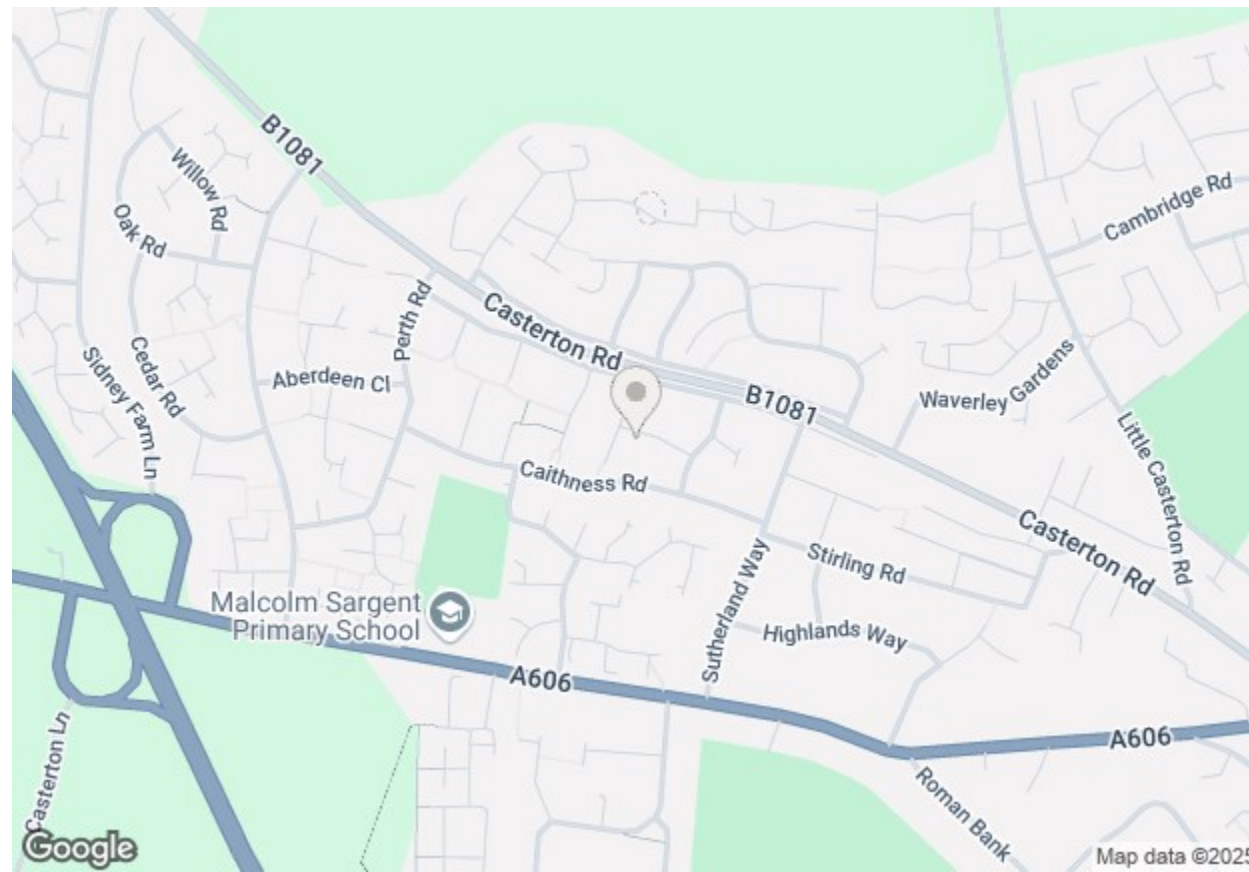 B1081
Willow Rd
Oak Rd
Cambridge Rd
Perth Rd
Casterton Rd
Cedar Rd
Sidney Farm Ln
Aberdeen Cl
B1081
Waverley Gardens
Little Casterton Rd
Caithness Rd
Casterton Rd
Stirling Rd
Sutherland Way
Malcolm Sargent
Primary School
Highlands Way
A606
A606
Casterton Ln
Roman Bank
Google
Map data ©2025